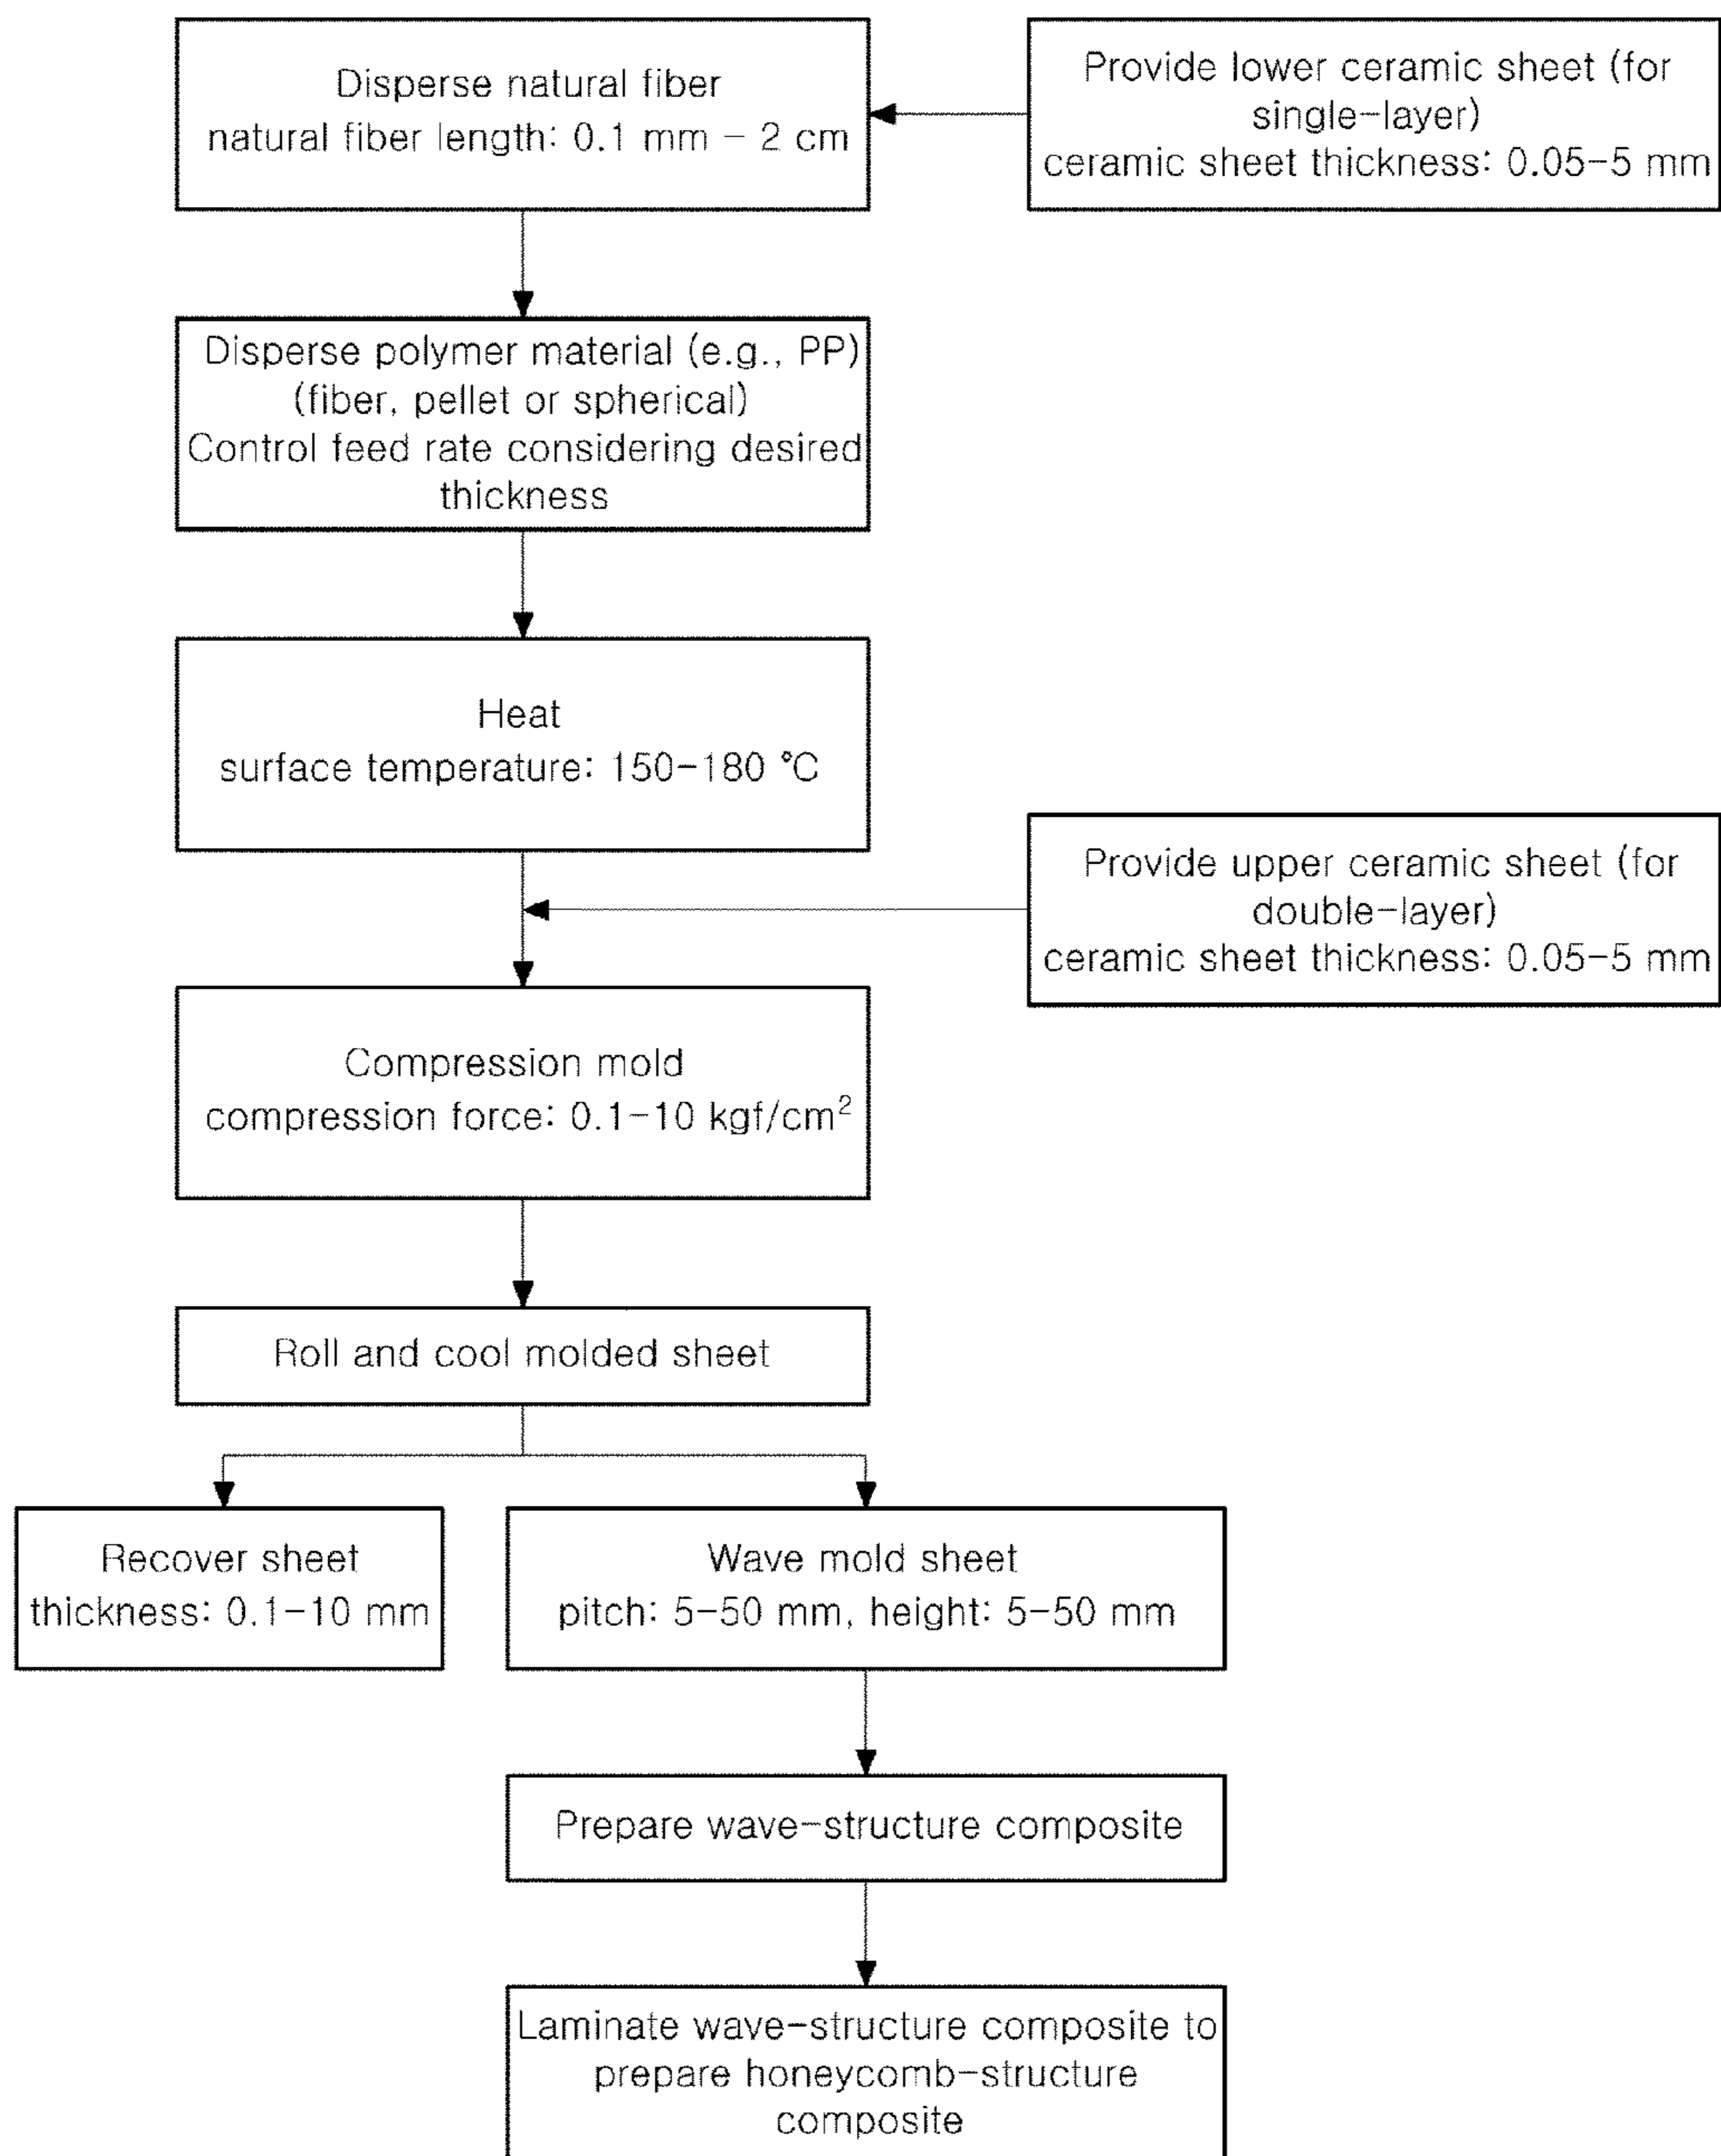 Disperse natural fiber
natural fiber length: 0.1 mm - 2 cm
Provide lower ceramic sheet (for
single-layer)
ceramic sheet thickness: 0.05-5 mm
Disperse polymer material (e.g., PP)
(fiber, pellet or spherical)
Control feed rate considering desired
thickness
Heat
surface temperature: 150-180 ℃
Provide upper ceramic sheet (for
double-layer)
ceramic sheet thickness: 0.05-5 mm
Compression mold
compression force: 0.1-10 kgf/cm²
Roll and cool molded sheet
Recover sheet
thickness: 0.1-10 mm
Wave mold sheet
pitch: 5-50 mm, height: 5-50 mm
Prepare wave-structure composite
Laminate wave-structure composite to
prepare honeycomb-structure
composite